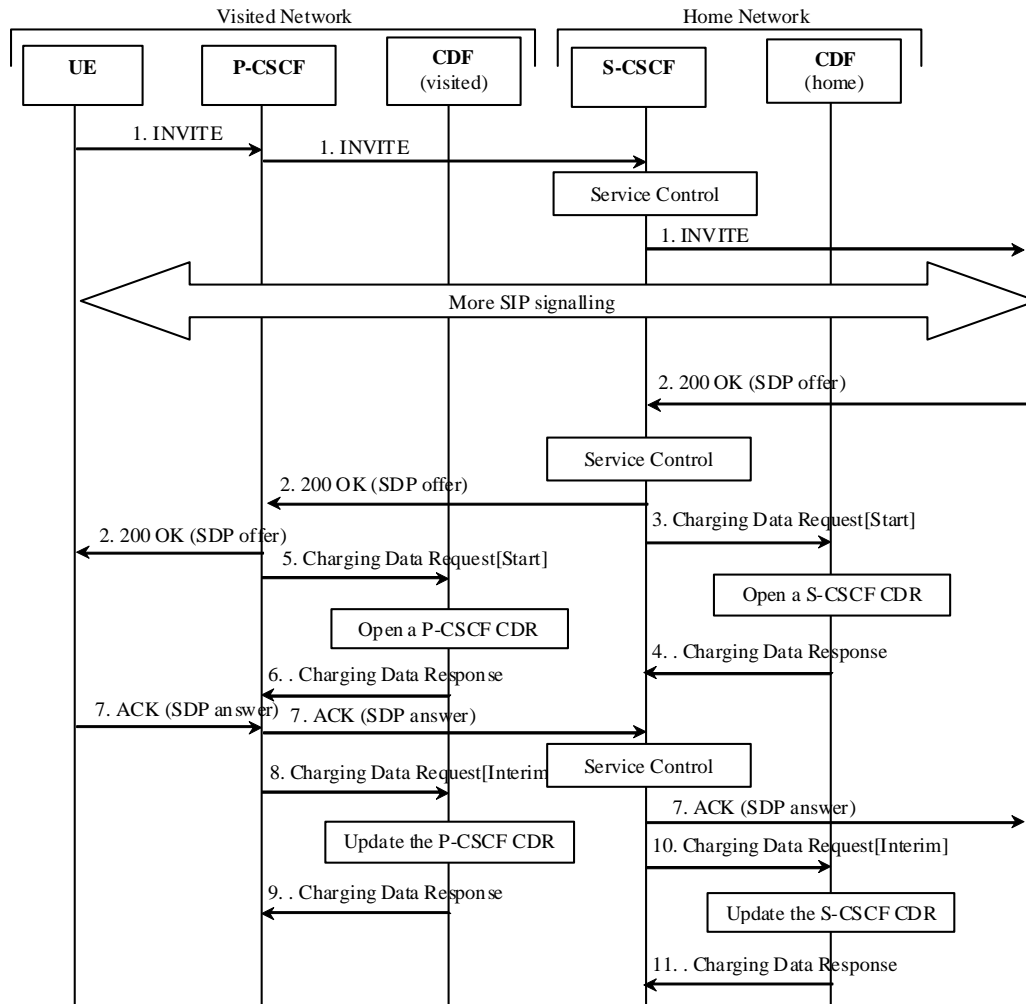 Visited Network
Home Network
UE
P-CSCF
CDF
(visited)
S-CSCF
CDF
(home)
1. INVITE
1. INVITE
Service Control
1. INVITE
More SIP signalling
2. 200 OK (SDP offer)
Service Control
2. 200 OK (SDP offer)
3. Charging Data Request[Start]
2. 200 OK (SDP offer)
5. Charging Data Request[Start]
Open a S-CSCF CDR
Open a P-CSCF CDR
4. . Charging Data Response
6. . Charging Data Response
7. ACK (SDP answer)
7. ACK (SDP answer)
Service Control
8. Charging Data Request[Interim
7. ACK (SDP answer)
Update the P-CSCF CDR
10. Charging Data Request[Interim]
9. . Charging Data Response
Update the S-CSCF CDR
11. . Charging Data Response